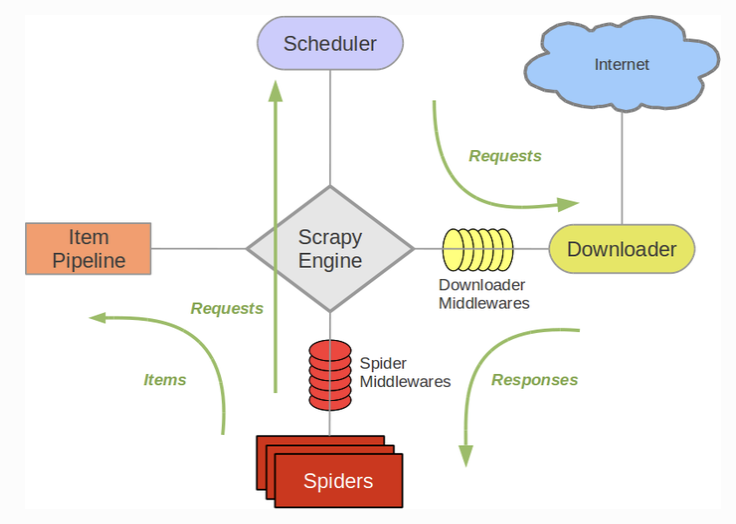 Scheduler
Internet
Requests
Item
Pipeline
Scrapy
Engine
Downloader
Downloader
Middlewares
Requests
Spider
Middlewares
Items
Responses
Spiders